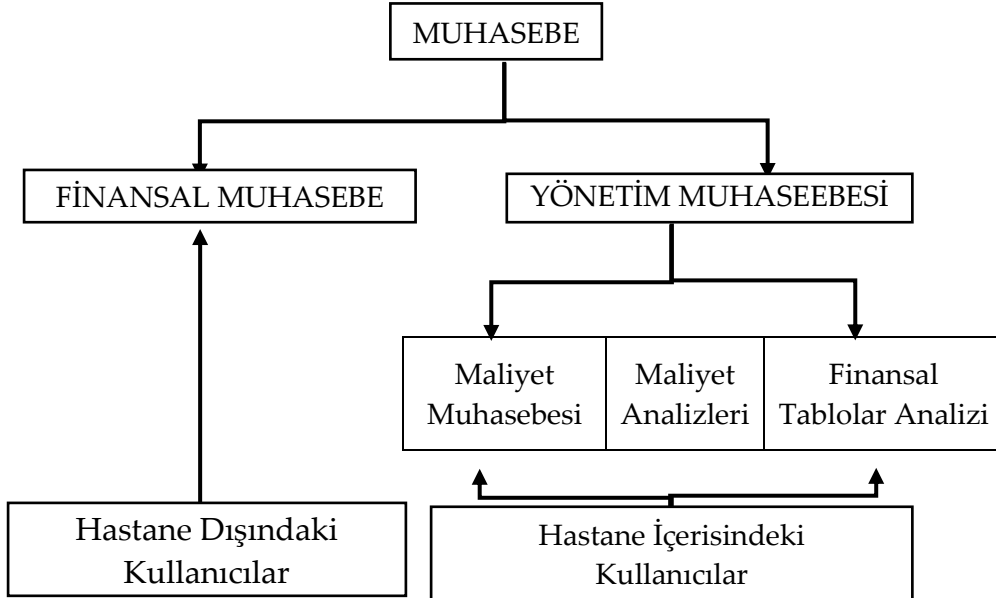 MUHASEBE
FİNANSAL MUHASEBE
YÖNETİM MUHASEEBESİ
Maliyet
Muhasebesi
Maliyet
Analizleri
Finansal
Tablolar Analizi
Hastane Dışındaki
Kullanıcılar
Hastane İçerisindeki
Kullanıcılar